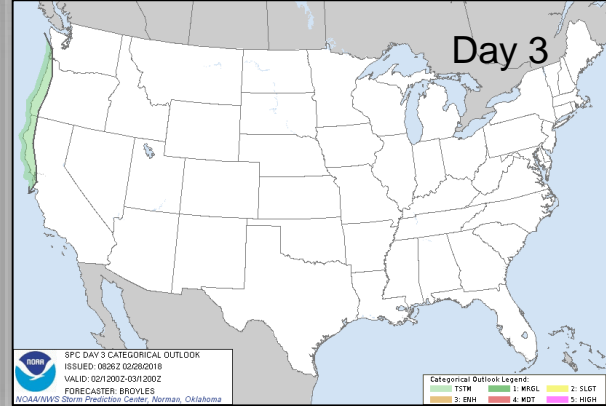 Day 3
NOAA
SPC DAY 3 CATEGORICAL OUTLOOK
ISSUED: 0826Z 02/28/2018
VALID: 02/1200Z-03/1200Z
FORECASTER: BROYLES
NOAA/NWS Storm Prediction Center, Norman, Oklahoma
Categorical Outlook Legend:
TSTM 1: MRGL 2: SLGT
3: ENH 4: MDT 5: HIGH